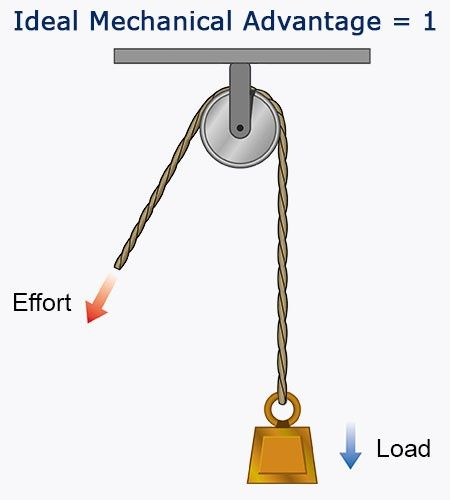 Ideal Mechanical Advantage = 1
Effort
Load